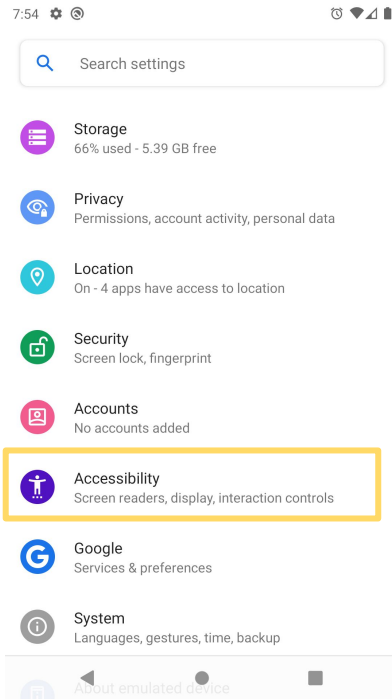 7:54
Search settings
Storage
66% used - 5.39 GB free
Privacy
Permissions, account activity, personal data
Location
On - 4 apps have access to location
Security
Screen lock, fingerprint
Accounts
No accounts added
Accessibility
Screen readers, display, interaction controls
Google
Services & preferences
System
Languages, gestures, time, backup
About emulated device